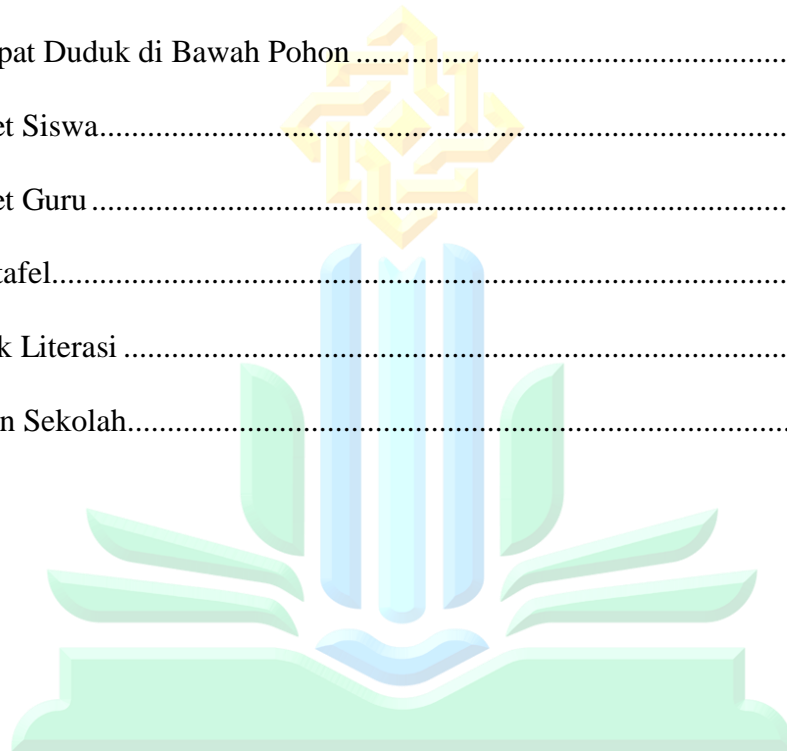 pat Duduk di Bawah Pohon ......................................................
et Siswa......................................................................................
et Guru .......................................................................................
tafel............................................................................................
k Literasi ...................................................................................
n Sekolah..................................................................................